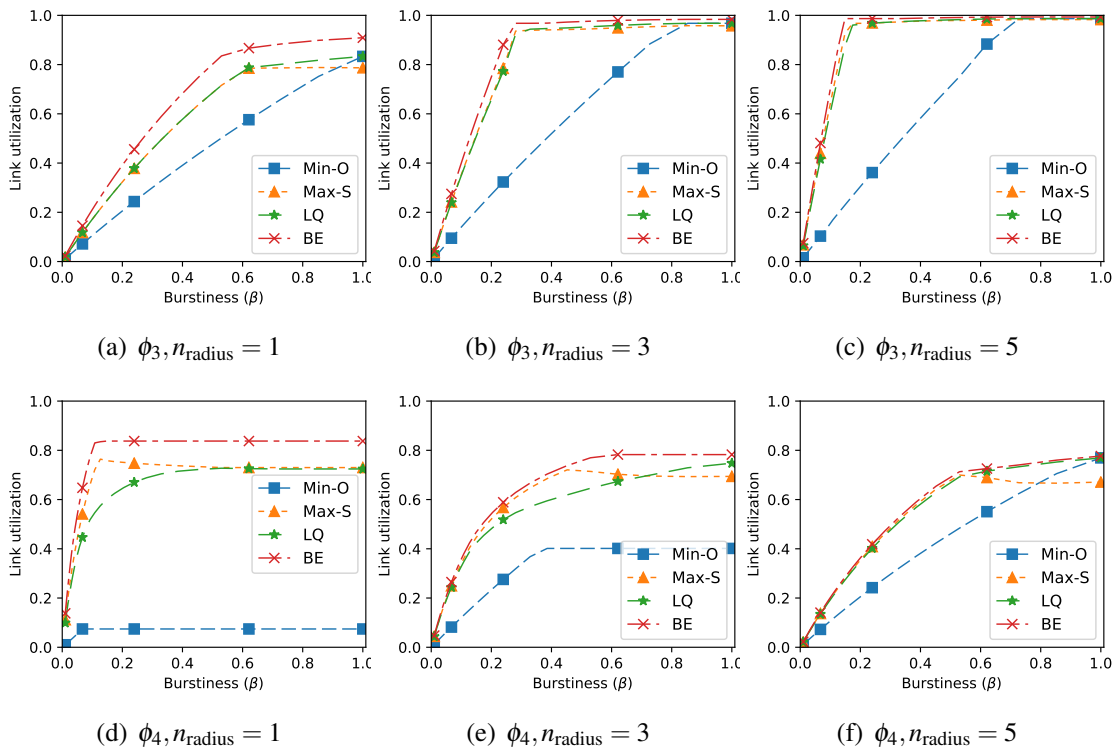 1.0
0.8
0.6
0.4
0.2
0.0
Link utilization
Min-O
Max-S
LQ
BE
0.0 0.2 0.4 0.6 0.8 1.0
Burstiness (β)
(a) ϕ₃, n_radius = 1
1.0
0.8
0.6
0.4
0.2
0.0
Link utilization
Min-O
Max-S
LQ
BE
0.0 0.2 0.4 0.6 0.8 1.0
Burstiness (β)
(b) ϕ₃, n_radius = 3
1.0
0.8
0.6
0.4
0.2
0.0
Link utilization
Min-O
Max-S
LQ
BE
0.0 0.2 0.4 0.6 0.8 1.0
Burstiness (β)
(c) ϕ₃, n_radius = 5
1.0
0.8
0.6
0.4
0.2
0.0
Link utilization
Min-O
Max-S
LQ
BE
0.0 0.2 0.4 0.6 0.8 1.0
Burstiness (β)
(d) ϕ₄, n_radius = 1
1.0
0.8
0.6
0.4
0.2
0.0
Link utilization
Min-O
Max-S
LQ
BE
0.0 0.2 0.4 0.6 0.8 1.0
Burstiness (β)
(e) ϕ₄, n_radius = 3
1.0
0.8
0.6
0.4
0.2
0.0
Link utilization
Min-O
Max-S
LQ
BE
0.0 0.2 0.4 0.6 0.8 1.0
Burstiness (β)
(f) ϕ₄, n_radius = 5